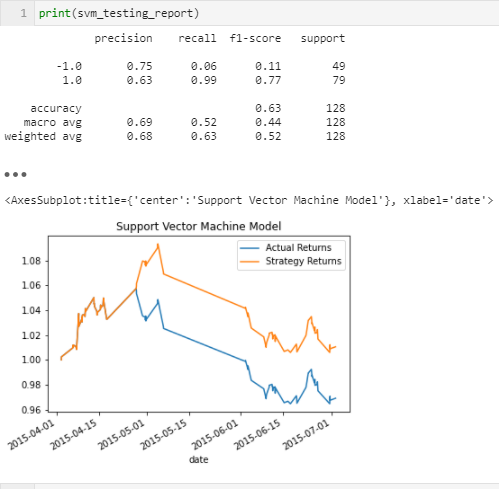 1 print(svm_testing_report)
precision recall f1-score support
-1.0 0.75 0.06 0.11 49
1.0 0.63 0.99 0.77 79
accuracy 0.63 128
macro avg 0.69 0.52 0.44 128
weighted avg 0.68 0.63 0.52 128
<AxesSubplot:title={'center':'Support Vector Machine Model'}, xlabel='date'>
Support Vector Machine Model
Actual Returns
Strategy Returns
1.08
1.06
1.04
1.02
1.00
0.98
0.96
2015-04-01
2015-04-15
2015-05-01
2015-05-15
2015-06-01
2015-06-15
2015-07-01
date